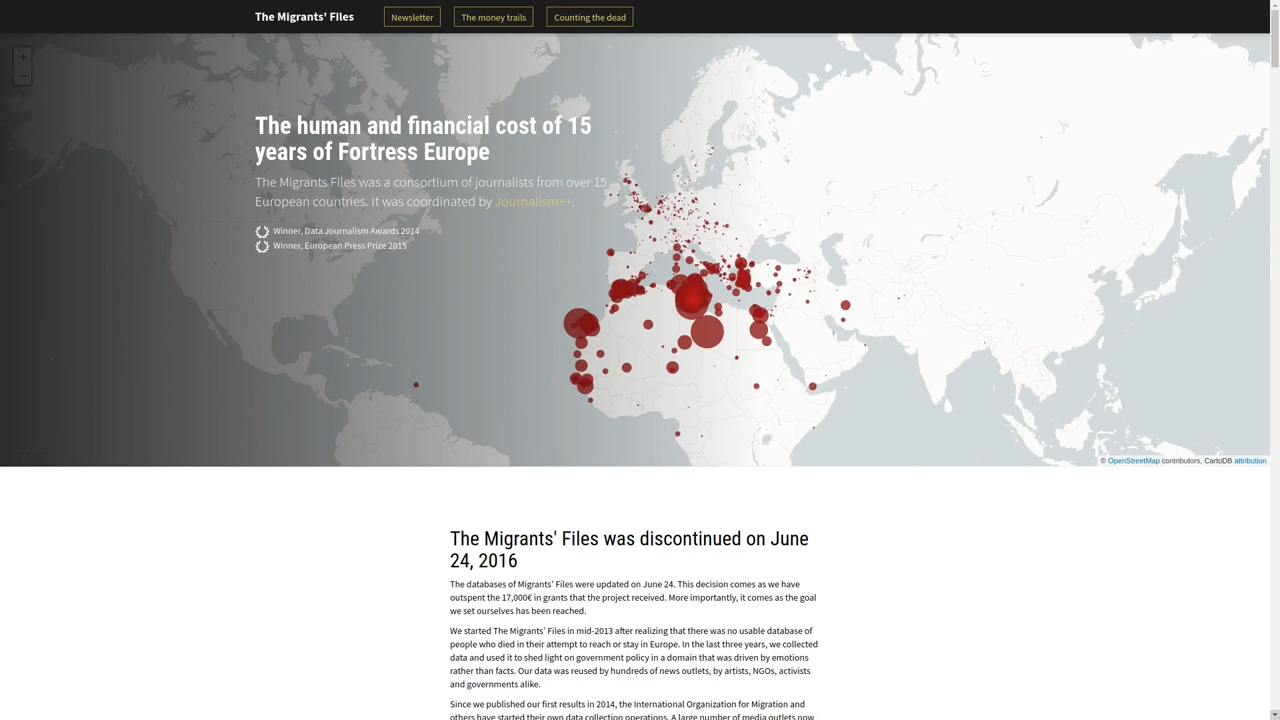 The Migrants' Files
Newsletter
The money trails
Counting the dead
+
−
The human and financial cost of 15
years of Fortress Europe
The Migrants Files was a consortium of journalists from over 15
European countries. It was coordinated by Journalism++.
Winner, Data Journalism Awards 2014
Winner, European Press Prize 2015
© OpenStreetMap contributors, CartoDB attribution
The Migrants' Files was discontinued on June
24, 2016
The databases of Migrants' Files were updated on June 24. This decision comes as we have
outspent the 17,000€ in grants that the project received. More importantly, it comes as the goal
we set ourselves has been reached.
We started The Migrants' Files in mid-2013 after realizing that there was no usable database of
people who died in their attempt to reach or stay in Europe. In the last three years, we collected
data and used it to shed light on government policy in a domain that was driven by emotions
rather than facts. Our data was reused by hundreds of news outlets, by artists, NGOs, activists
and governments alike.
Since we published our first results in 2014, the International Organization for Migration and
others have started their own data collection operations. A large number of media outlets now